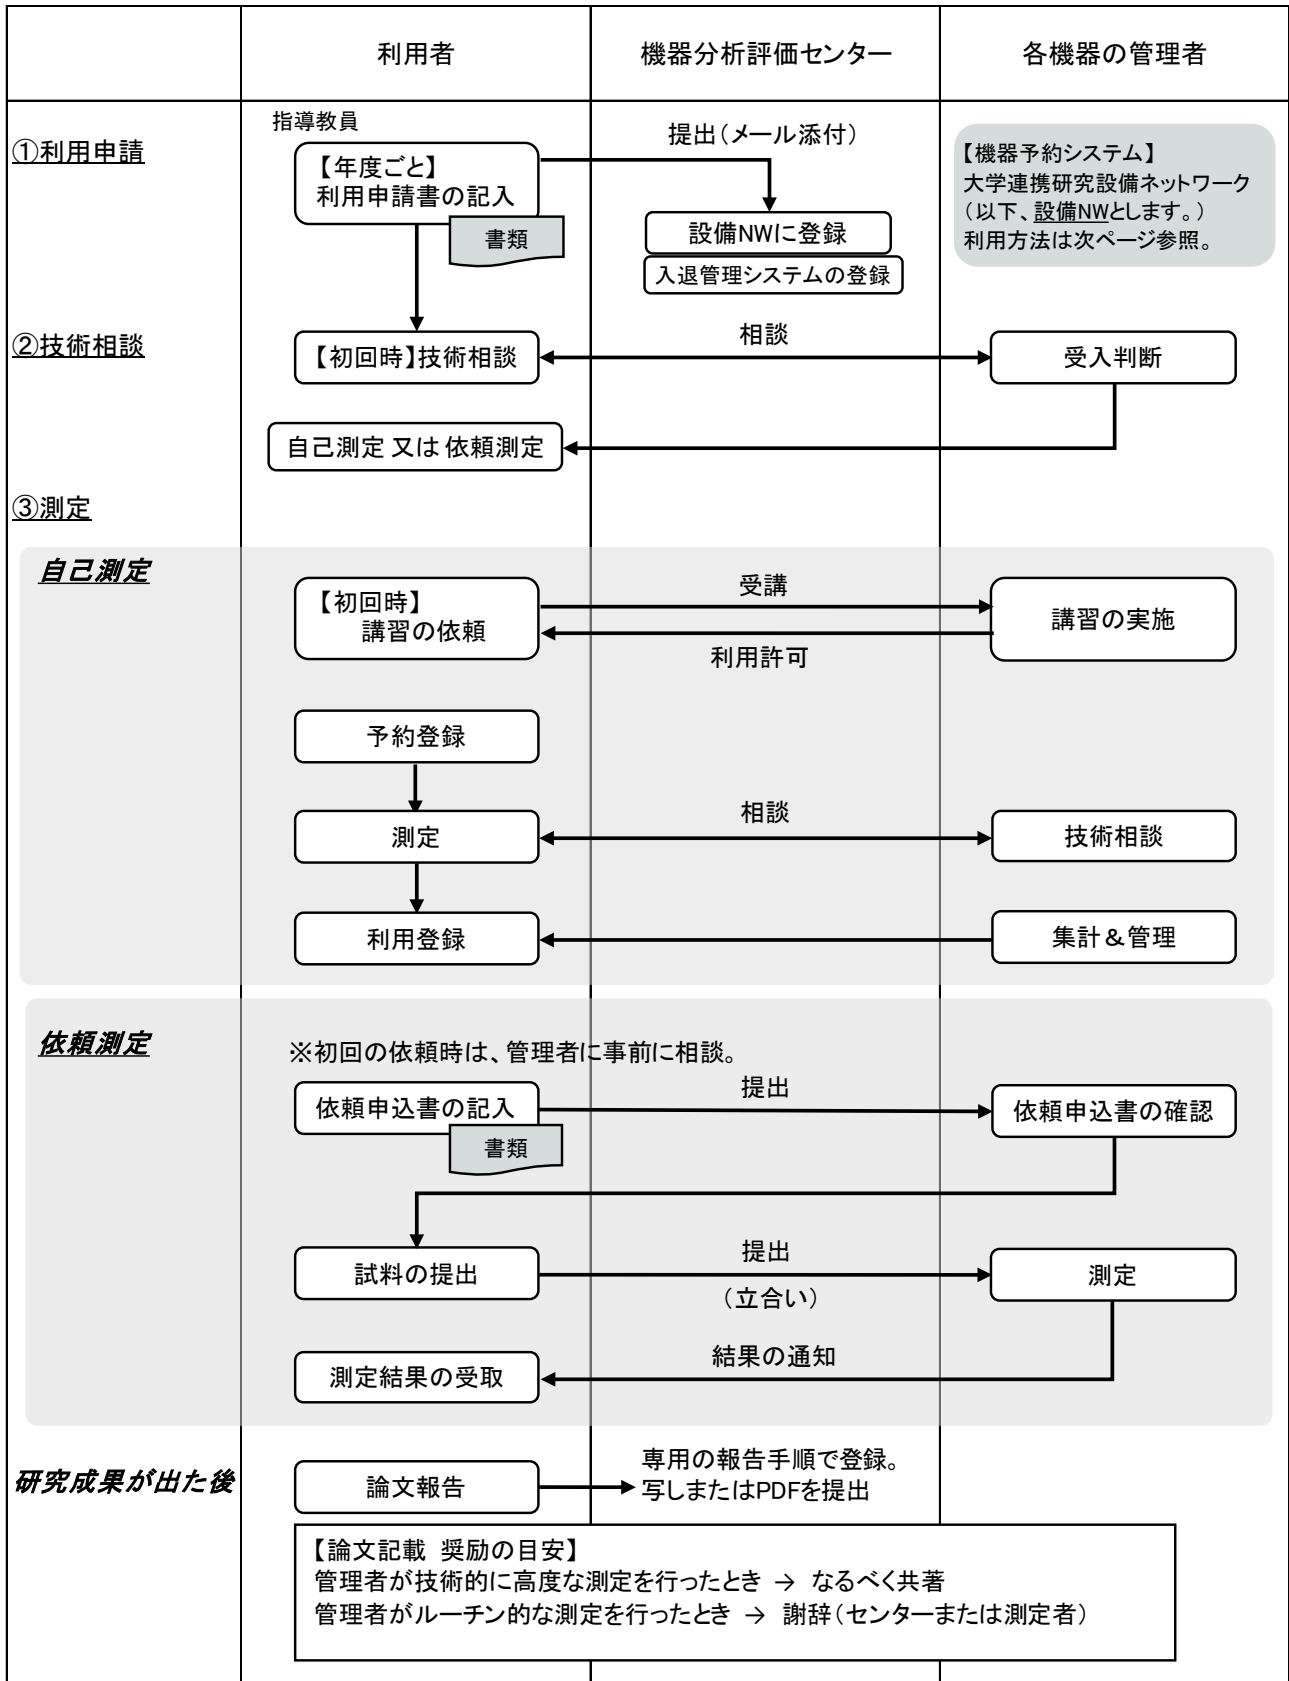 利用者
機器分析評価センター
各機器の管理者
①利用申請
指導教員
【年度ごと】
利用申請書の記入
書類
提出(メール添付)
設備NWに登録
入退管理システムの登録
【機器予約システム】
大学連携研究設備ネットワーク
(以下、設備NWとします。)
利用方法は次ページ参照。
②技術相談
【初回時】技術相談
相談
受入判断
自己測定 又は 依頼測定
③測定
自己測定
【初回時】
講習の依頼
受講
利用許可
講習の実施
予約登録
測定
相談
技術相談
利用登録
集計&管理
依頼測定
※初回の依頼時は、管理者に事前に相談。
依頼申込書の記入
書類
提出
依頼申込書の確認
試料の提出
提出
(立合い)
測定
測定結果の受取
結果の通知
研究成果が出た後
論文報告
専用の報告手順で登録。
写しまたはPDFを提出
【論文記載 奨励の目安】
管理者が技術的に高度な測定を行ったとき → なるべく共著
管理者がルーチン的な測定を行ったとき → 謝辞(センターまたは測定者)